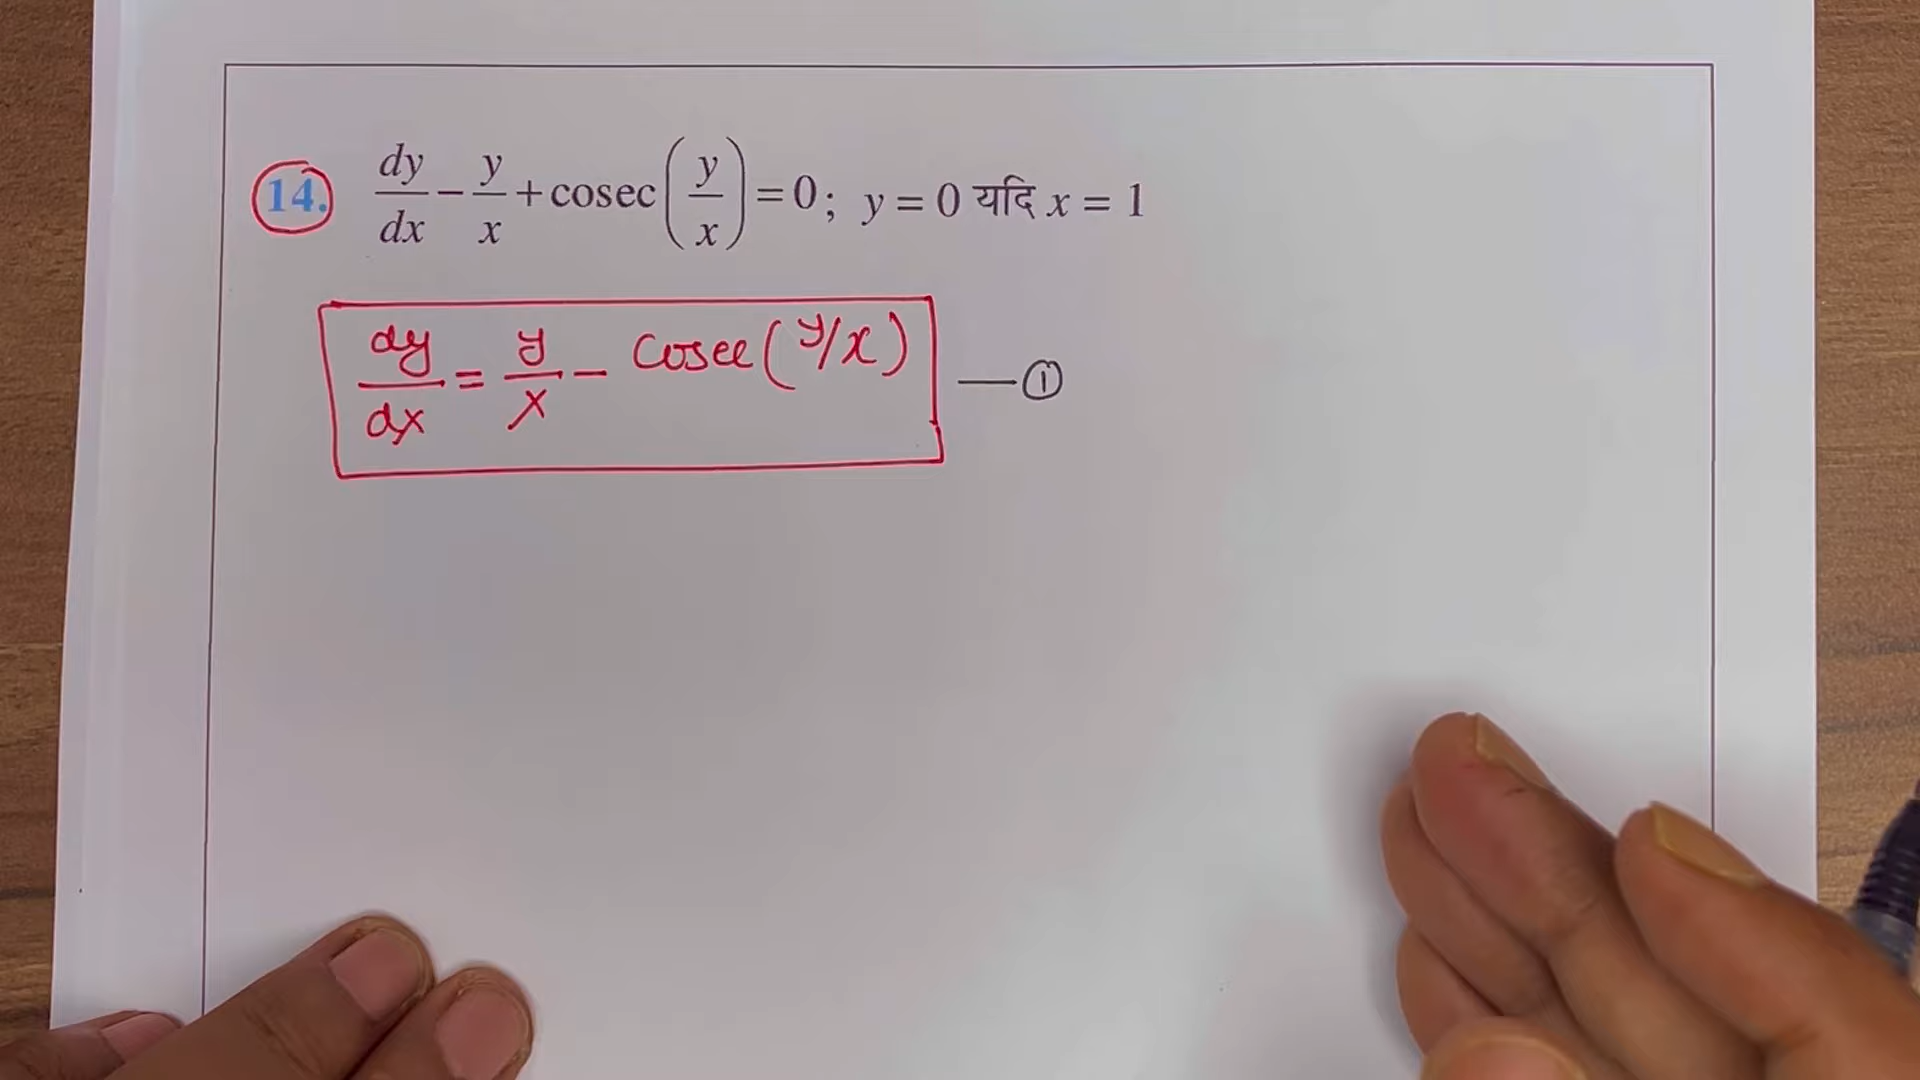 14. dy/dx - y/x + cosec(y/x) = 0; y = 0 यदि x = 1
dy/dx = y/x - cosec(y/x) — ①